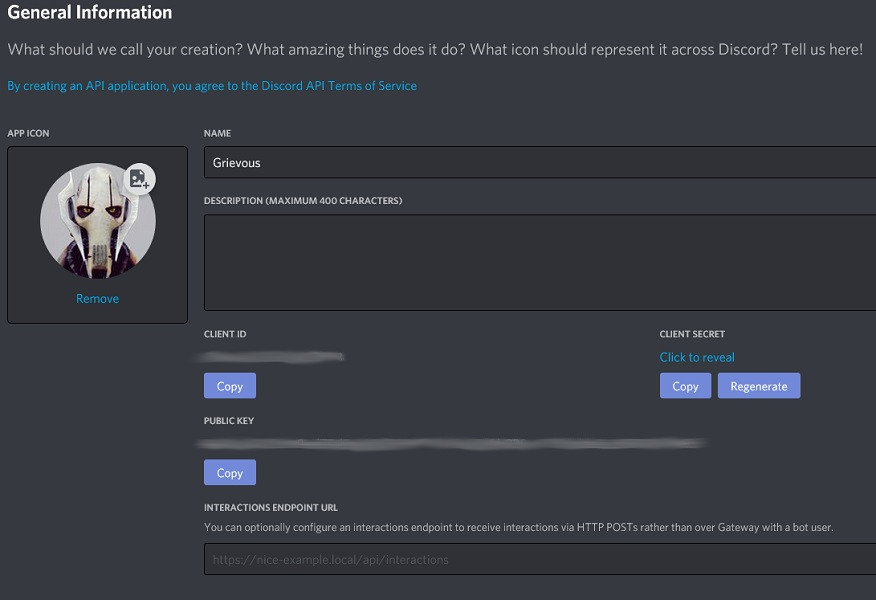 General Information
What should we call your creation? What amazing things does it do? What icon should represent it across Discord? Tell us here!
By creating an API application, you agree to the Discord API Terms of Service
APP ICON
NAME
Grievous
DESCRIPTION (MAXIMUM 400 CHARACTERS)
Remove
CLIENT ID
CLIENT SECRET
Click to reveal
Copy
Copy
Regenerate
PUBLIC KEY
Copy
INTERACTIONS ENDPOINT URL
You can optionally configure an interactions endpoint to receive interactions via HTTP POSTs rather than over Gateway with a bot user.
https://nice-example.local/api/interactions